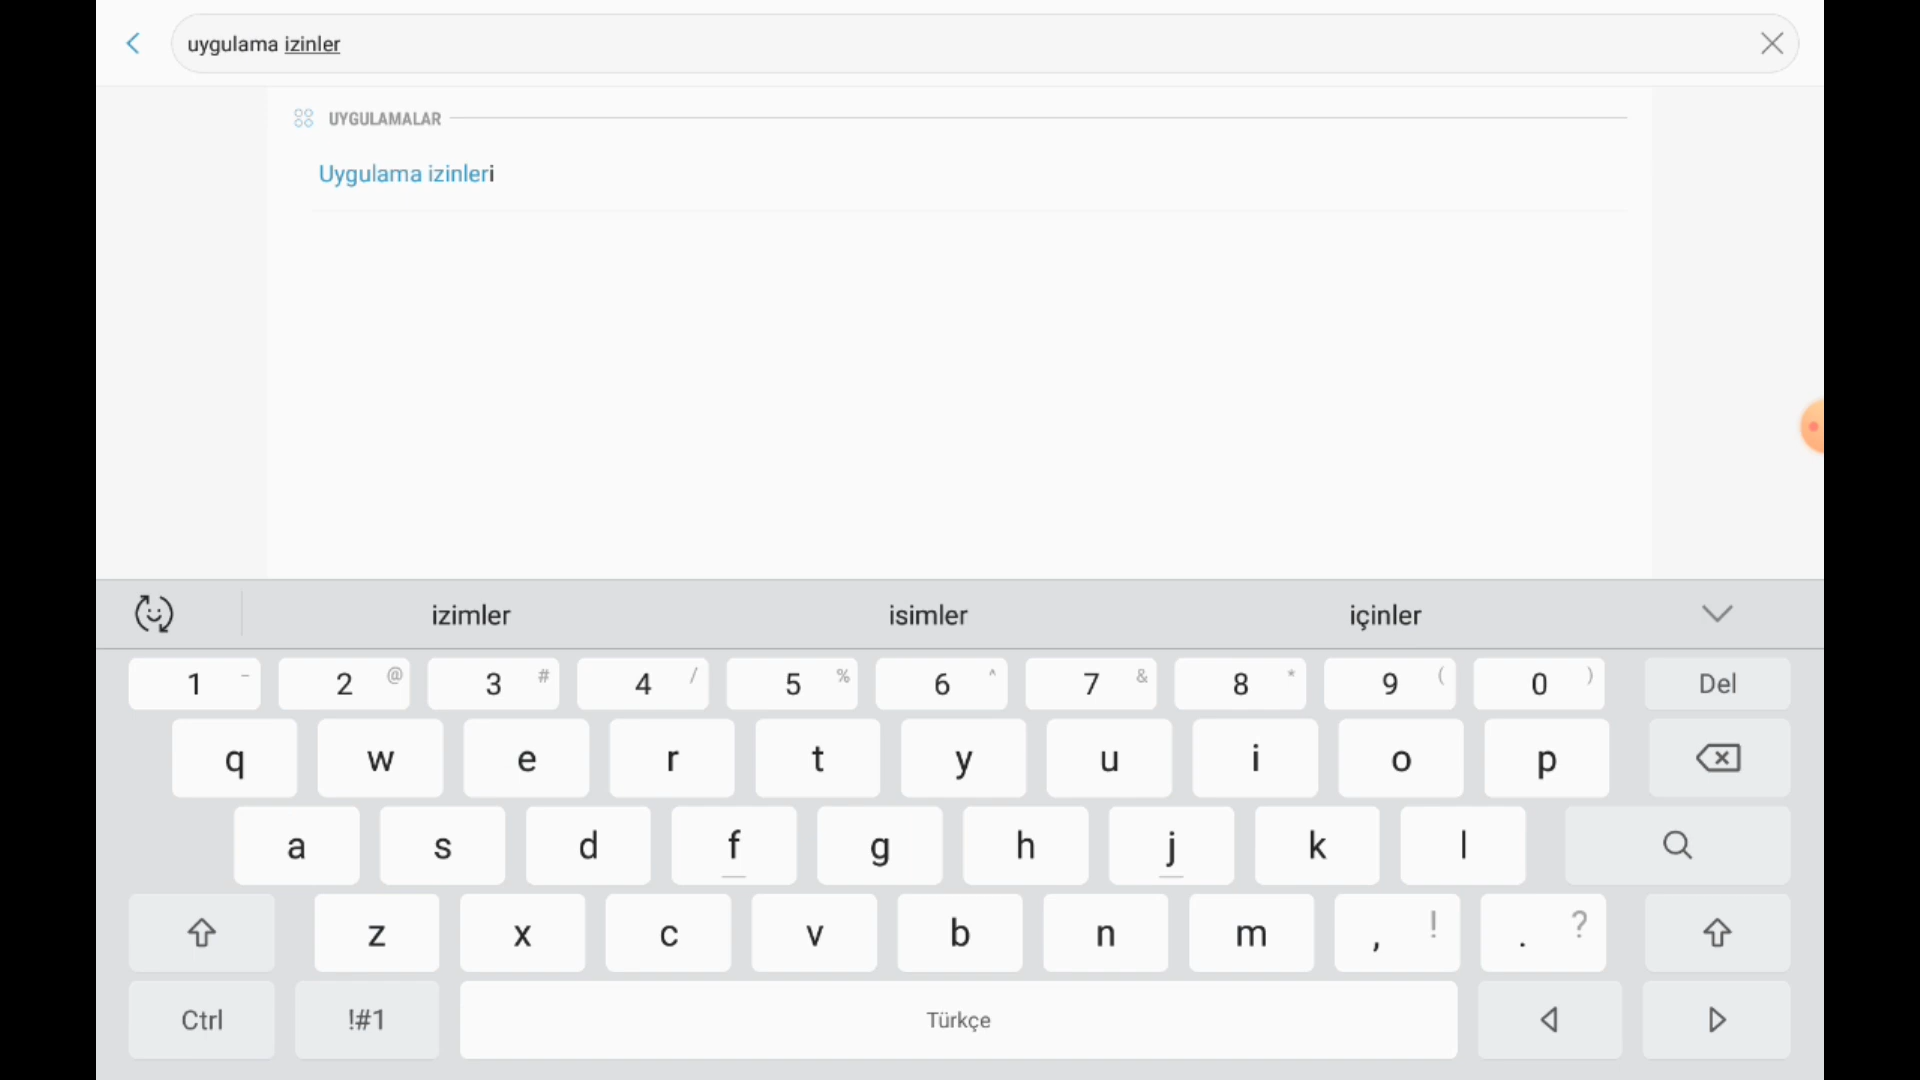 uygulama izinler
UYGULAMALAR
Uygulama izinleri
izimler isimler içinler
1 - 2 @ 3 # 4 / 5 % 6 ^ 7 & 8 * 9 ( 0 ) Del
q w e r t y u i o p
a s d f g h j k l
z x c v b n m , ! . ?
Ctrl !#1 Türkçe